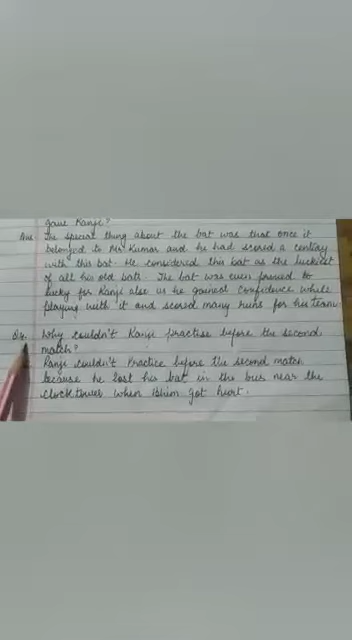 gave Ranji?
Ans. The special thing about the bat was that once it
belonged to Mr Kumar and he had scored a century
with this bat. He considered this bat as the luckiest
of all his old bats. The bat was even proved to
lucky for Ranji also as he gained confidence while
playing with it and scored many runs for his team.
Q4. Why couldn't Ranji practise before the second
match?
Ranji couldn't Practice before the second match
because he lost his bat in the bus near the
clock tower when Bhim got hurt.